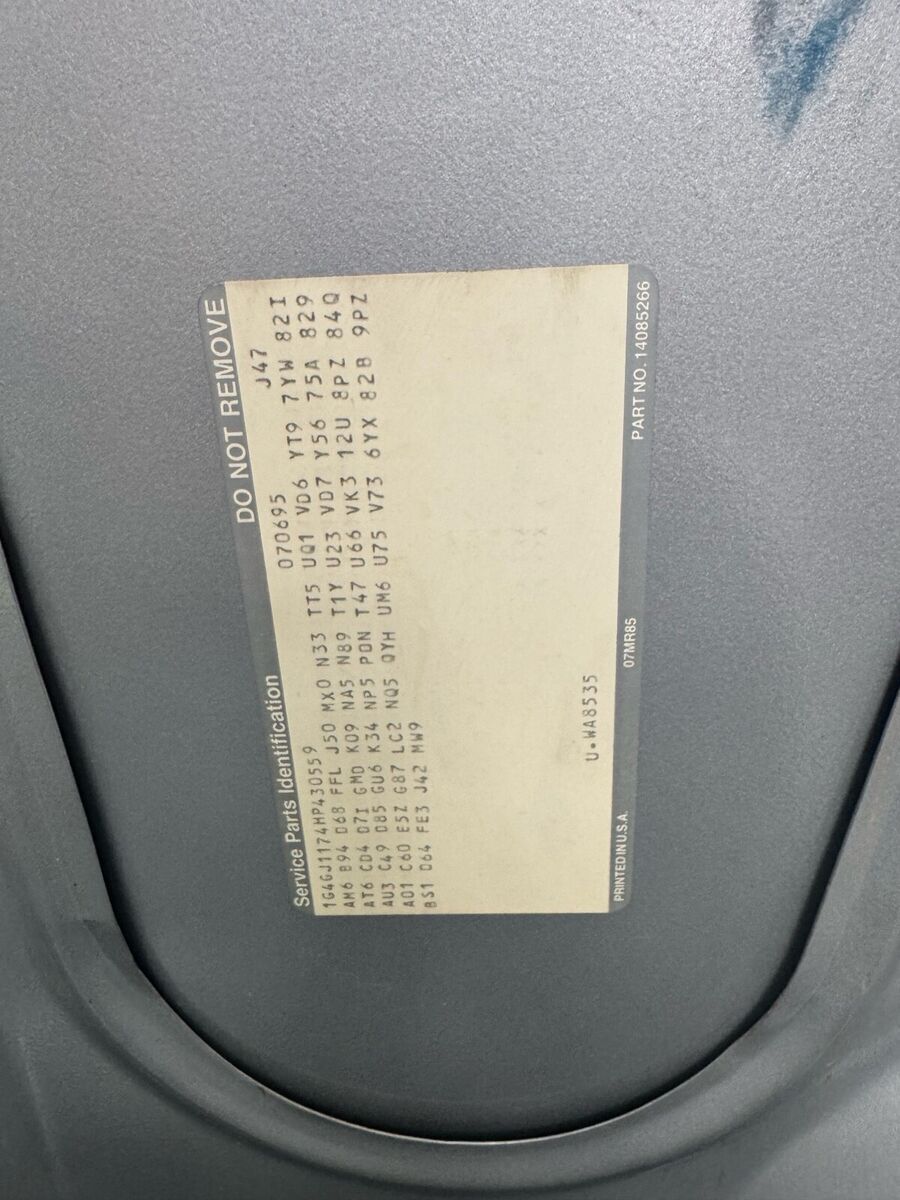 Service Parts Identification DO NOT REMOVE
1G4GJ1174HP430559 070695 J47
AM6 B94 D68 FFL J50 MX0 N33 TT5 UQ1 VD6 YT9 7YW 82I
AT6 CD4 D7I GMD K09 NA5 N89 T1Y U23 VD7 Y56 75A 829
AU3 C49 D85 GU6 K34 NP5 PDN T47 U66 VK3 12U 8PZ 84Q
A01 C60 E5Z G87 LC2 NQ5 QYH UM6 U75 V73 6YX 82B 9PZ
BS1 D64 FE3 J42 MW9
U.WA8535
PRINTED IN U.S.A. 07MR85 PART NO. 14085266